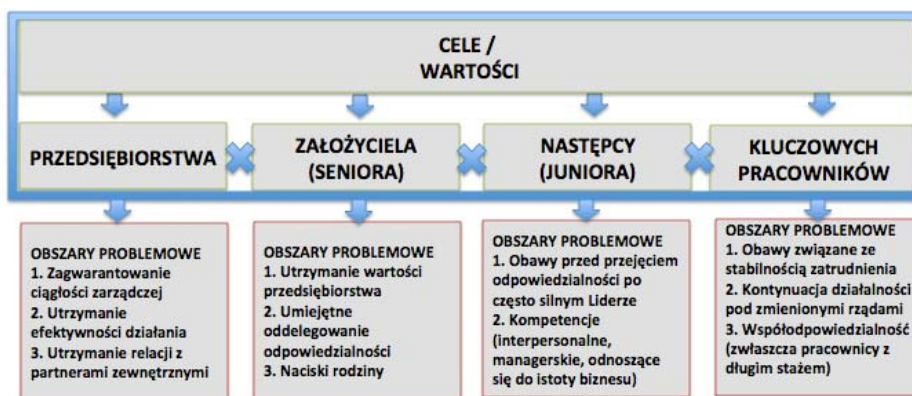 CELE /
WARTOŚCI
PRZEDSIĘBIORSTWA
ZAŁOŻYCIELA
(SENIORA)
NASTĘPCY
(JUNIORA)
KLUCZOWYCH
PRACOWNIKÓW
OBSZARY PROBLEMOWE
1. Zagwarantowanie
ciągłości zarządczej
2. Utrzymanie
efektywności działania
3. Utrzymanie relacji z
partnerami zewnętrznymi
OBSZARY PROBLEMOWE
1. Utrzymanie wartości
przedsiębiorstwa
2. Umiejętne
oddelegowanie
odpowiedzialności
3. Naciski rodziny
OBSZARY PROBLEMOWE
1. Obawy przed przejęciem
odpowiedzialności po
często silnym Liderze
2. Kompetencje
(interpersonalne,
managerskie, odnoszące
się do istoty biznesu)
OBSZARY PROBLEMOWE
1. Obawy związane ze
stabilnością zatrudnienia
2. Kontynuacja działalności
pod zmienionymi rządami
3. Współodpowiedzialność
(zwłaszcza pracownicy z
długim stażem)